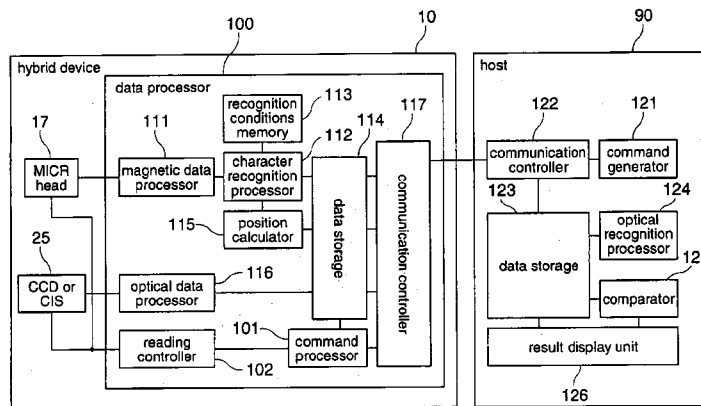 100
10
90
hybrid device
data processor
host
17
111
recognition
conditions
memory
113
112
114
117
122
121
MICR
head
magnetic data
processor
character
recognition
processor
communication
controller
command
generator
115
position
calculator
data storage
communication controller
123
124
optical
recognition
processor
data storage
25
116
CCD or
CIS
optical data
processor
12
comparator
101
reading
controller
102
command
processor
result display unit
126